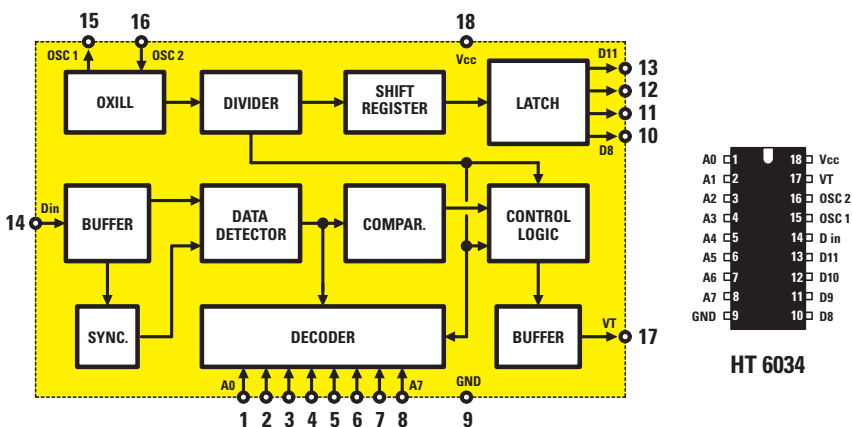 15 16 18
OSC 1 OSC 2 Vcc D11
OXILL DIVIDER SHIFT REGISTER LATCH
13
12
11
10
D8
14 Din
BUFFER DATA DETECTOR COMPAR. CONTROL LOGIC
SYNC. DECODER BUFFER
VT 17
A0 A7 GND
1 2 3 4 5 6 7 8 9
A0 1 18 Vcc
A1 2 17 VT
A2 3 16 OSC 2
A3 4 15 OSC 1
A4 5 14 D in
A5 6 13 D11
A6 7 12 D10
A7 8 11 D9
GND 9 10 D8
HT 6034